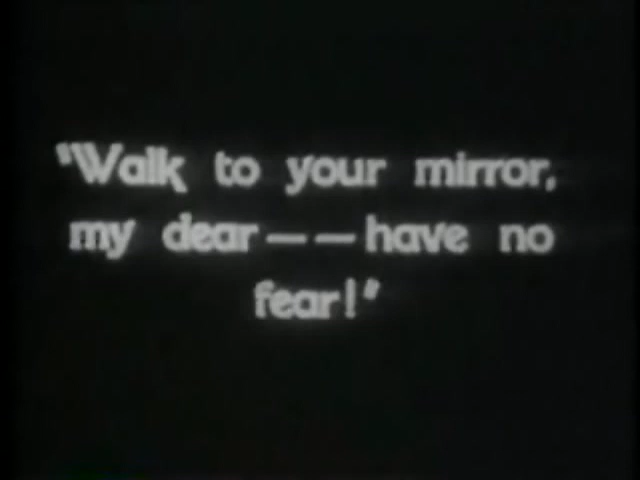 "Walk to your mirror,
my dear — — have no
fear!"